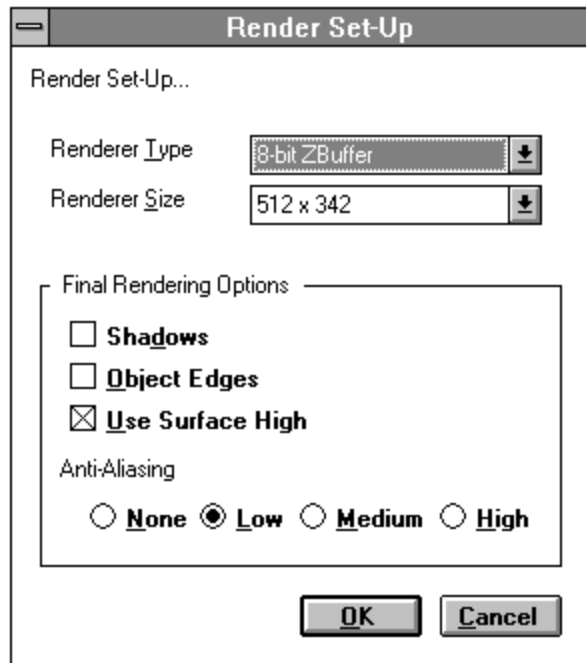 Render Set-Up
Render Set-Up...
Renderer Type 8-bit ZBuffer
Renderer Size 512 x 342
Final Rendering Options
Shadows
Object Edges
Use Surface High
Anti-Aliasing
None Low Medium High
OK Cancel